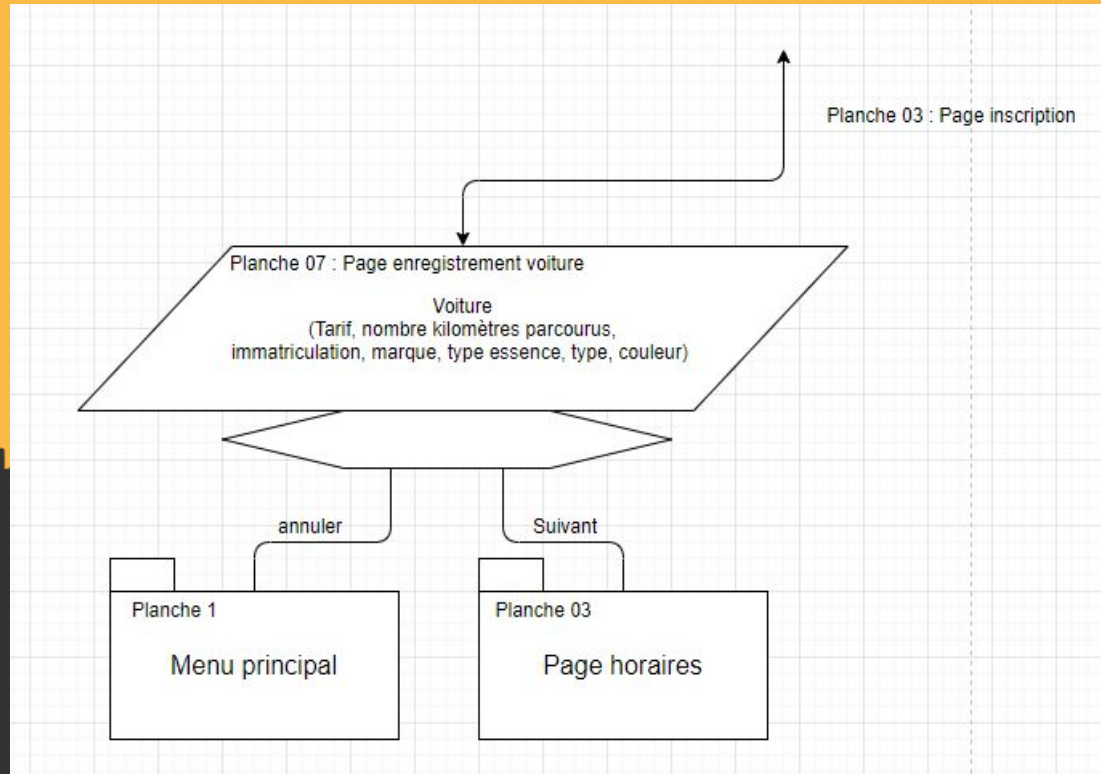 Planche 03 : Page inscription
Planche 07 : Page enregistrement voiture
Voiture
(Tarif, nombre kilomètres parcourus,
immatriculation, marque, type essence, type, couleur)
annuler
Suivant
Planche 1
Menu principal
Planche 03
Page horaires